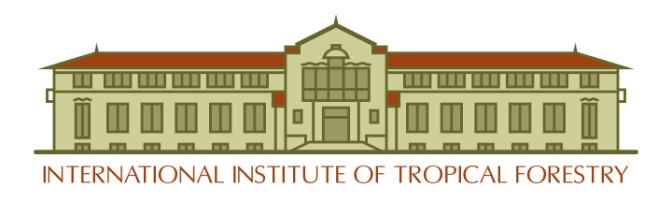 INTERNATIONAL INSTITUTE OF TROPICAL FORESTRY